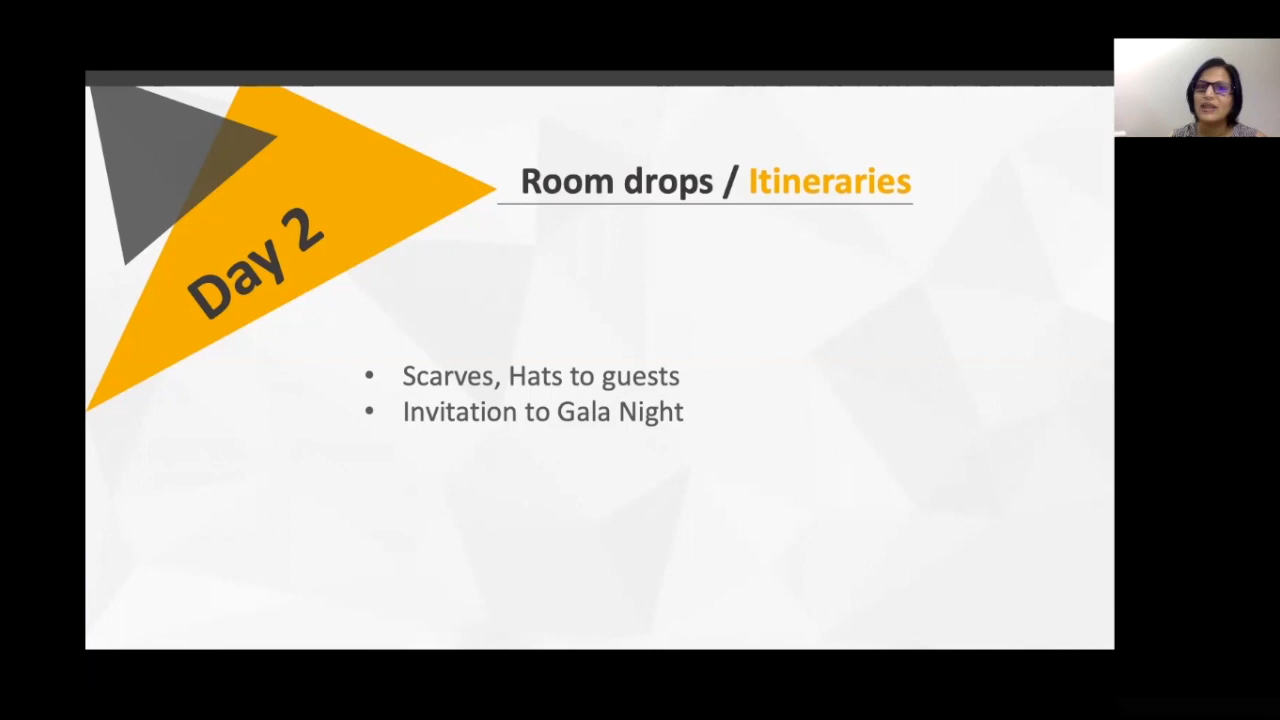 Day 2
Room drops / Itineraries
• Scarves, Hats to guests
• Invitation to Gala Night